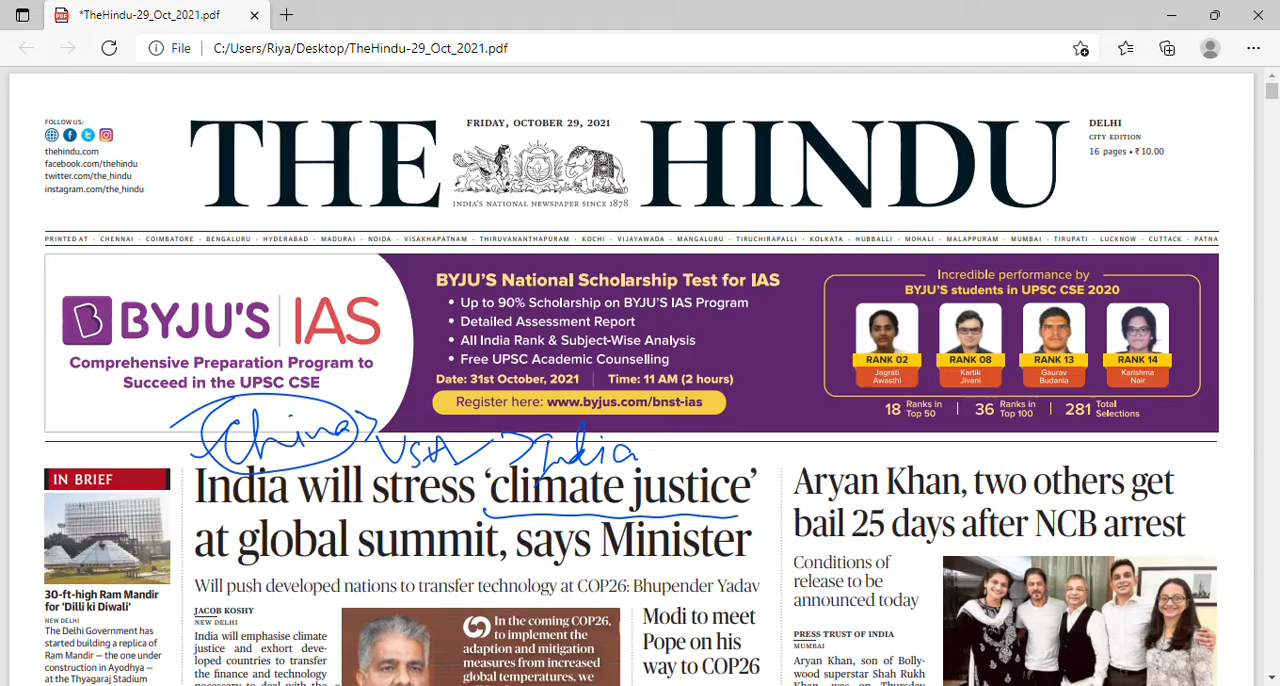 *TheHindu-29_Oct_2021.pdf
File C:/Users/Riya/Desktop/TheHindu-29_Oct_2021.pdf
FOLLOW US:
thehindu.com
facebook.com/thehindu
twitter.com/the_hindu
instagram.com/the_hindu
THE HINDU
FRIDAY, OCTOBER 29, 2021
INDIA'S NATIONAL NEWSPAPER SINCE 1878
DELHI
CITY EDITION
16 pages • ₹10.00
PRINTED AT · CHENNAI · COIMBATORE · BENGALURU · HYDERABAD · MADURAI · NOIDA · VISAKHAPATNAM · THIRUVANANTHAPURAM · KOCHI · VIJAYAWADA · MANGALURU · TIRUCHIRAPALLI · KOLKATA · HUBBALLI · MOHALI · MALAPPURAM · MUMBAI · TIRUPATI · LUCKNOW · CUTTACK · PATNA
BYJU'S IAS
Comprehensive Preparation Program to
Succeed in the UPSC CSE
BYJU'S National Scholarship Test for IAS
• Up to 90% Scholarship on BYJU'S IAS Program
• Detailed Assessment Report
• All India Rank & Subject-Wise Analysis
• Free UPSC Academic Counselling
Date: 31st October, 2021 | Time: 11 AM (2 hours)
Register here: www.byjus.com/bnst-ias
Incredible performance by
BYJU'S students in UPSC CSE 2020
RANK 02
Jagrati
Awasthi
RANK 08
Kartik
Jivani
RANK 13
Gaurav
Budania
RANK 14
Karishma
Nair
18 Ranks in Top 50 | 36 Ranks in Top 100 | 281 Total Selections
China USA India
IN BRIEF
30-ft-high Ram Mandir
for 'Dilli ki Diwali'
NEW DELHI
The Delhi Government has
started building a replica of
Ram Mandir — the one under
construction in Ayodhya —
at the Thyagaraj Stadium
India will stress 'climate justice'
at global summit, says Minister
Will push developed nations to transfer technology at COP26: Bhupender Yadav
JACOB KOSHY
NEW DELHI
India will emphasise climate
justice and exhort deve-
loped countries to transfer
the finance and technology
necessary to deal with the
In the coming COP26,
to implement the
adaption and mitigation
measures from increased
global temperatures, we
Modi to meet
Pope on his
way to COP26
Aryan Khan, two others get
bail 25 days after NCB arrest
Conditions of
release to be
announced today
PRESS TRUST OF INDIA
MUMBAI
Aryan Khan, son of Bolly-
wood superstar Shah Rukh
Khan, was on Thursday